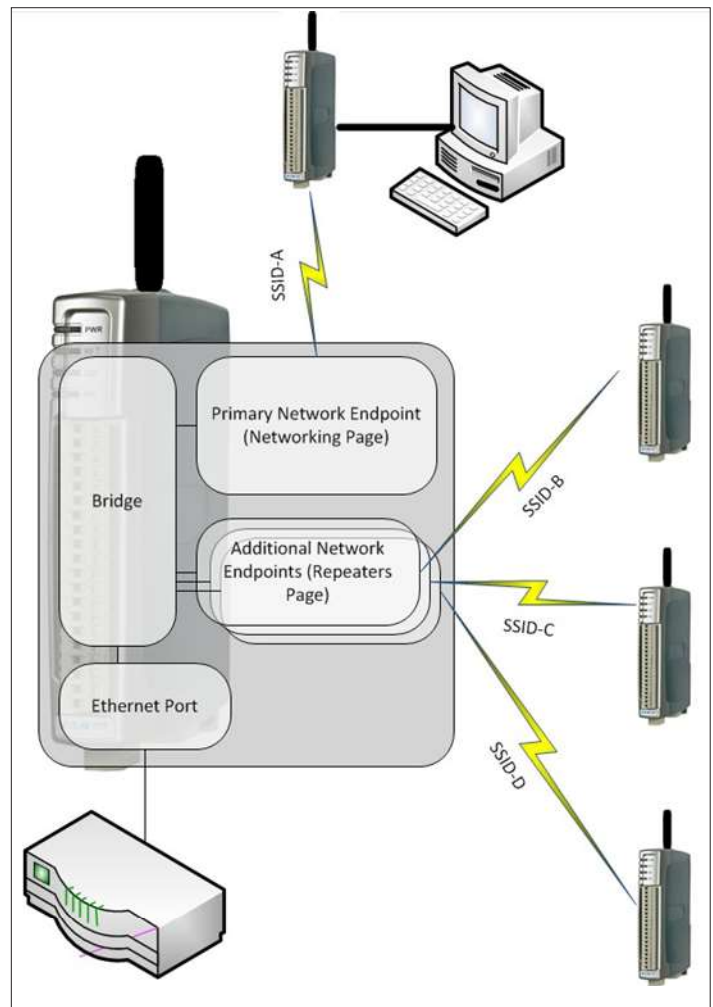 SSID-A
PWR
Primary Network Endpoint
(Networking Page)
Bridge
SSID-B
Additional Network
Endpoints (Repeaters
Page)
SSID-C
Ethernet Port
SSID-D